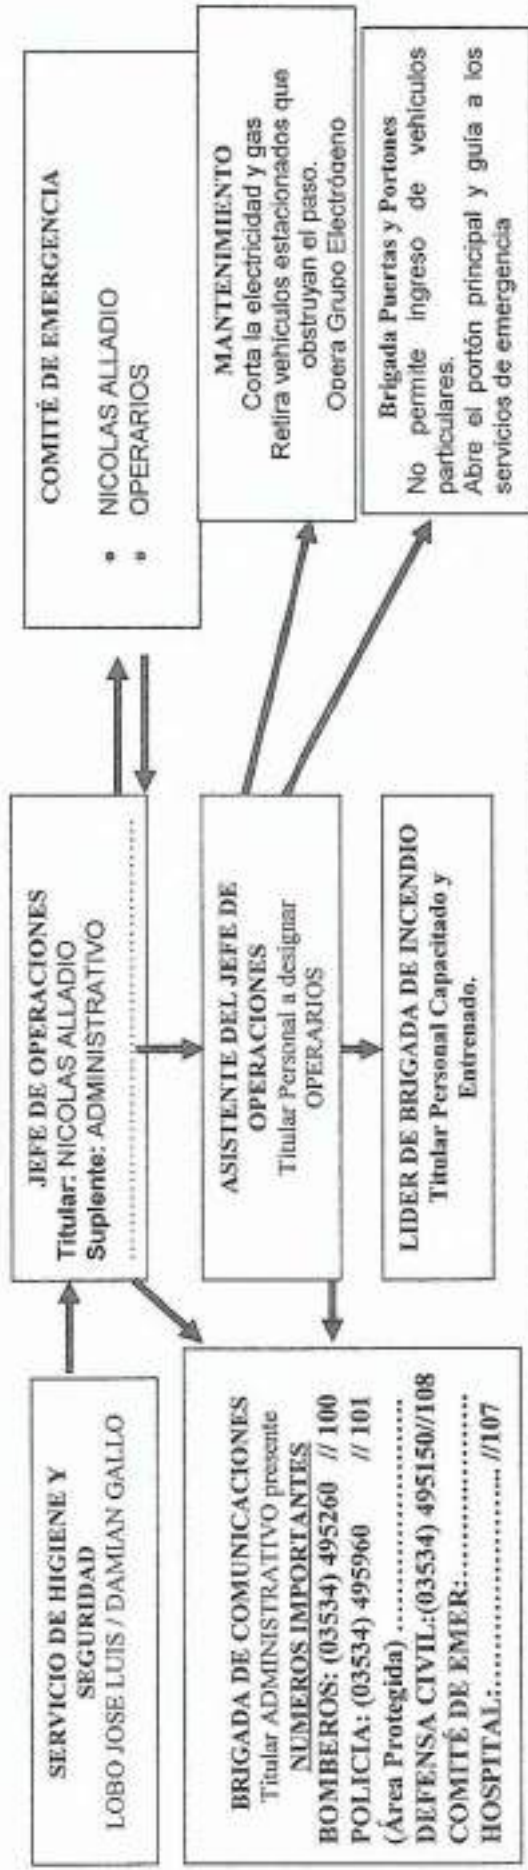 SERVICIO DE HIGIENE Y
SEGURIDAD
LOBO JOSE LUIS / DAMIAN GALLO
JEFE DE OPERACIONES
Titular: NICOLAS ALLADIO
Suplente: ADMINISTRATIVO
................................................
COMITÉ DE EMERGENCIA
• NICOLAS ALLADIO
• OPERARIOS
BRIGADA DE COMUNICACIONES
Titular ADMINISTRATIVO presente
NUMEROS IMPORTANTES
BOMBEROS: (03534) 495260 // 100
POLICIA: (03534) 495960 // 101
(Área Protegida) ........................
DEFENSA CIVIL:(03534) 495150//108
COMITÉ DE EMER:......................
HOSPITAL:........................ //107
ASISTENTE DEL JEFE DE
OPERACIONES
Titular Personal a designar
OPERARIOS
MANTENIMIENTO
Corta la electricidad y gas
Retira vehículos estacionados que
obstruyan el paso.
Opera Grupo Electrógeno
LIDER DE BRIGADA DE INCENDIO
Titular Personal Capacitado y
Entrenado.
Brigada Puertas y Portones
No permite ingreso de vehículos
particulares.
Abre el portón principal y guía a los
servicios de emergencia